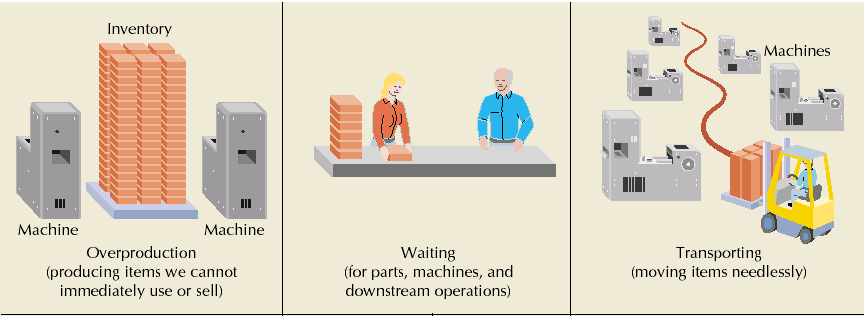 Inventory
Machine
Machine
Overproduction
(producing items we cannot
immediately use or sell)
Waiting
(for parts, machines, and
downstream operations)
Machines
Transporting
(moving items needlessly)